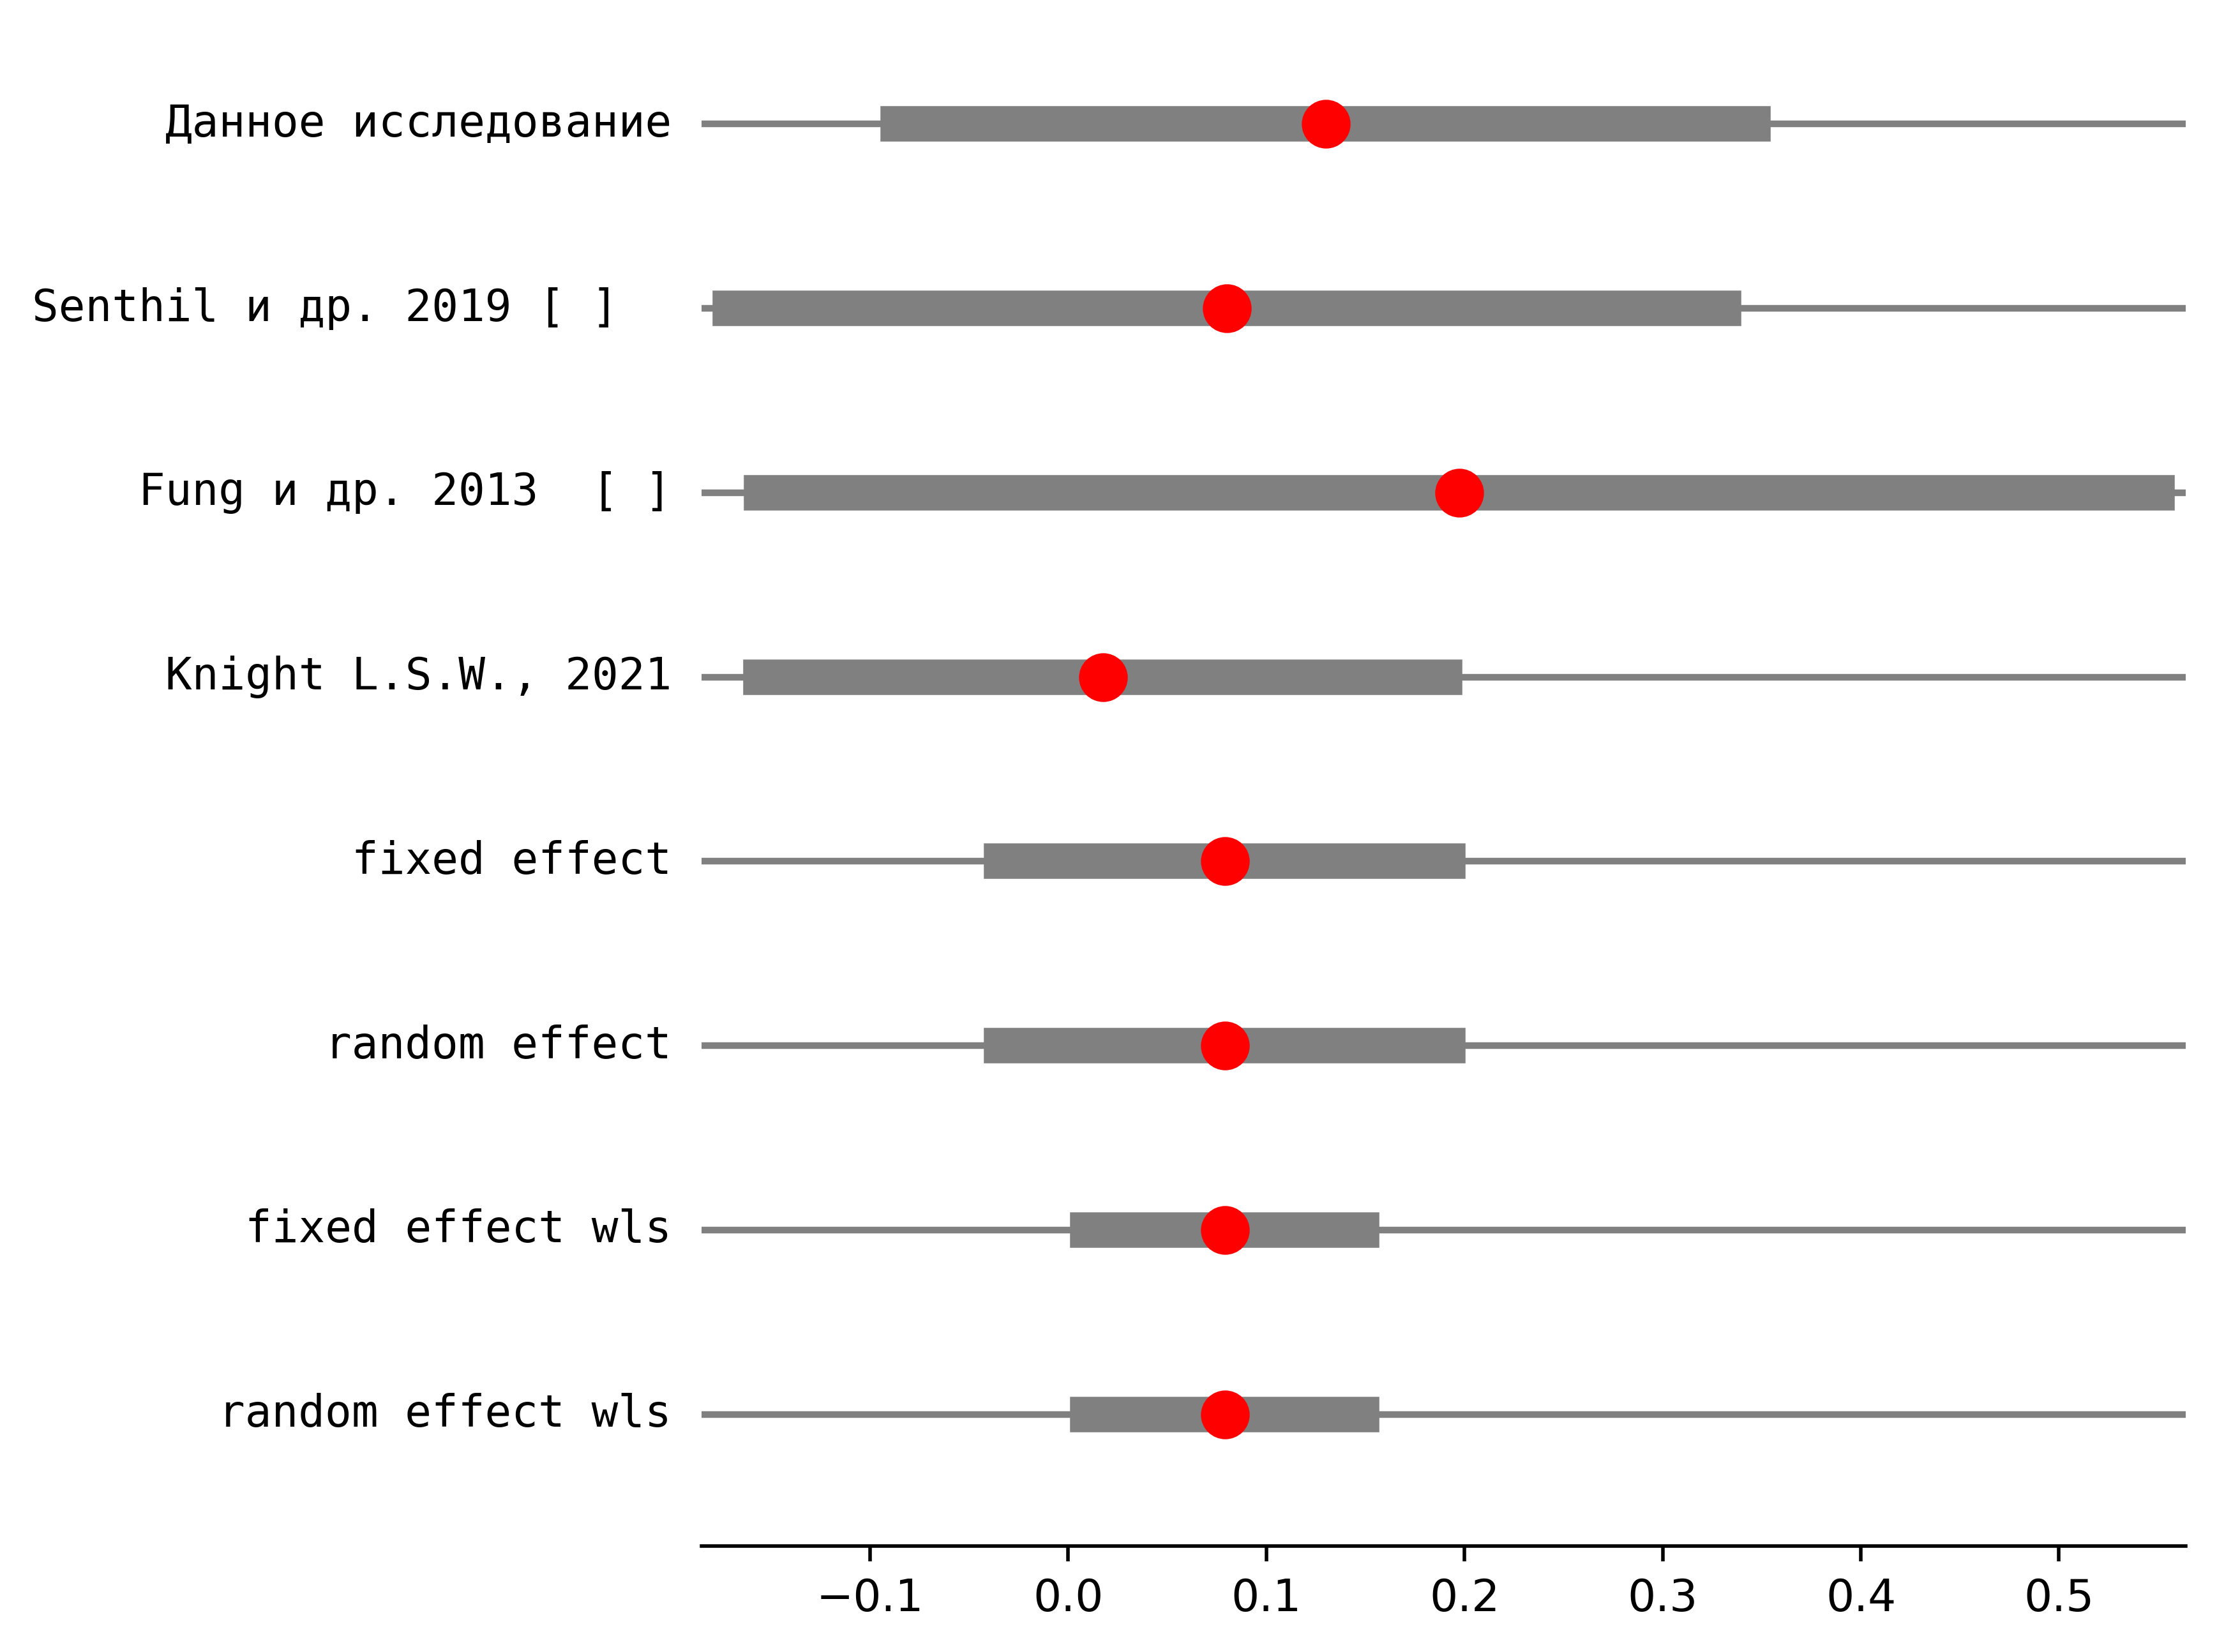 Данное исследование
Senthil и др. 2019 [ ]
Fung и др. 2013  [ ]
Knight L.S.W., 2021
fixed effect
random effect
fixed effect wls
random effect wls
−0.1 0.0 0.1 0.2 0.3 0.4 0.5